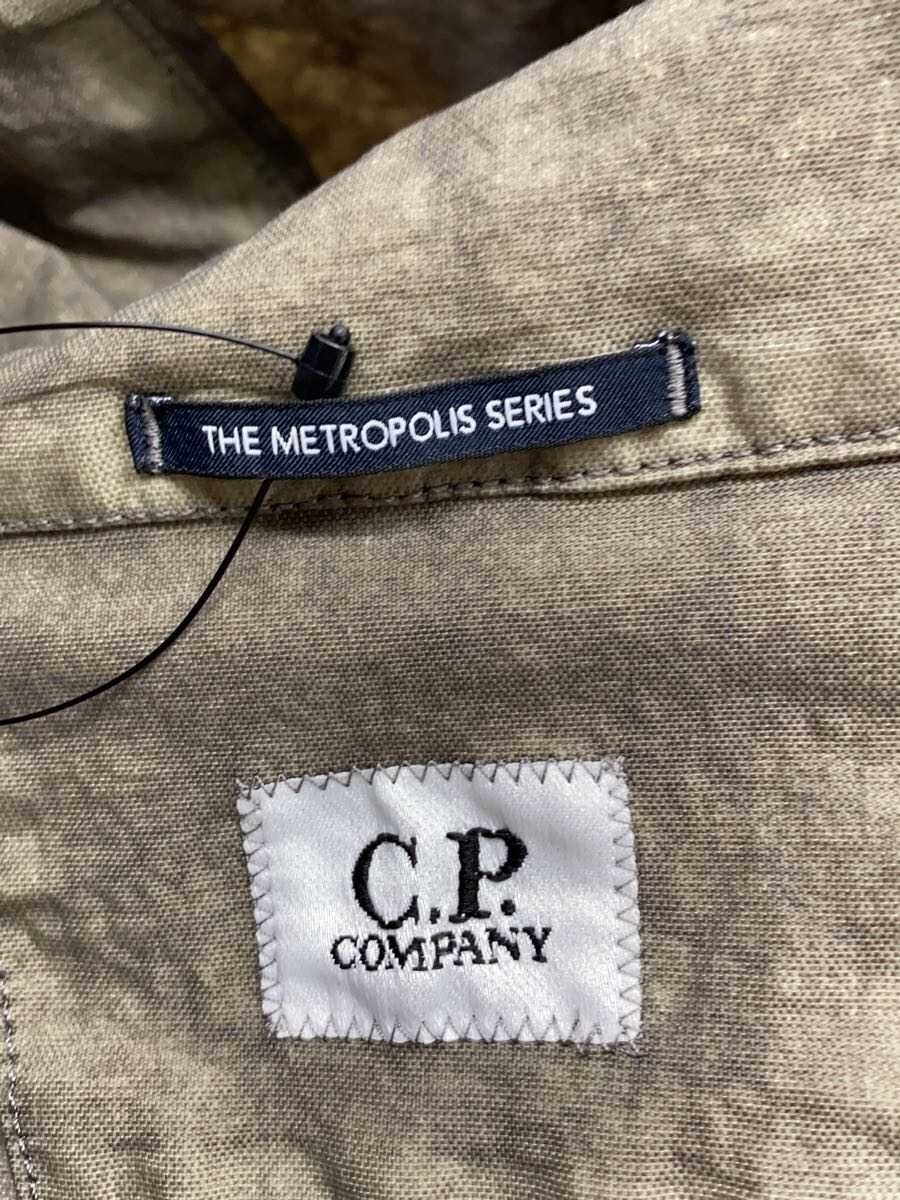 THE METROPOLIS SERIES
C.P.
COMPANY